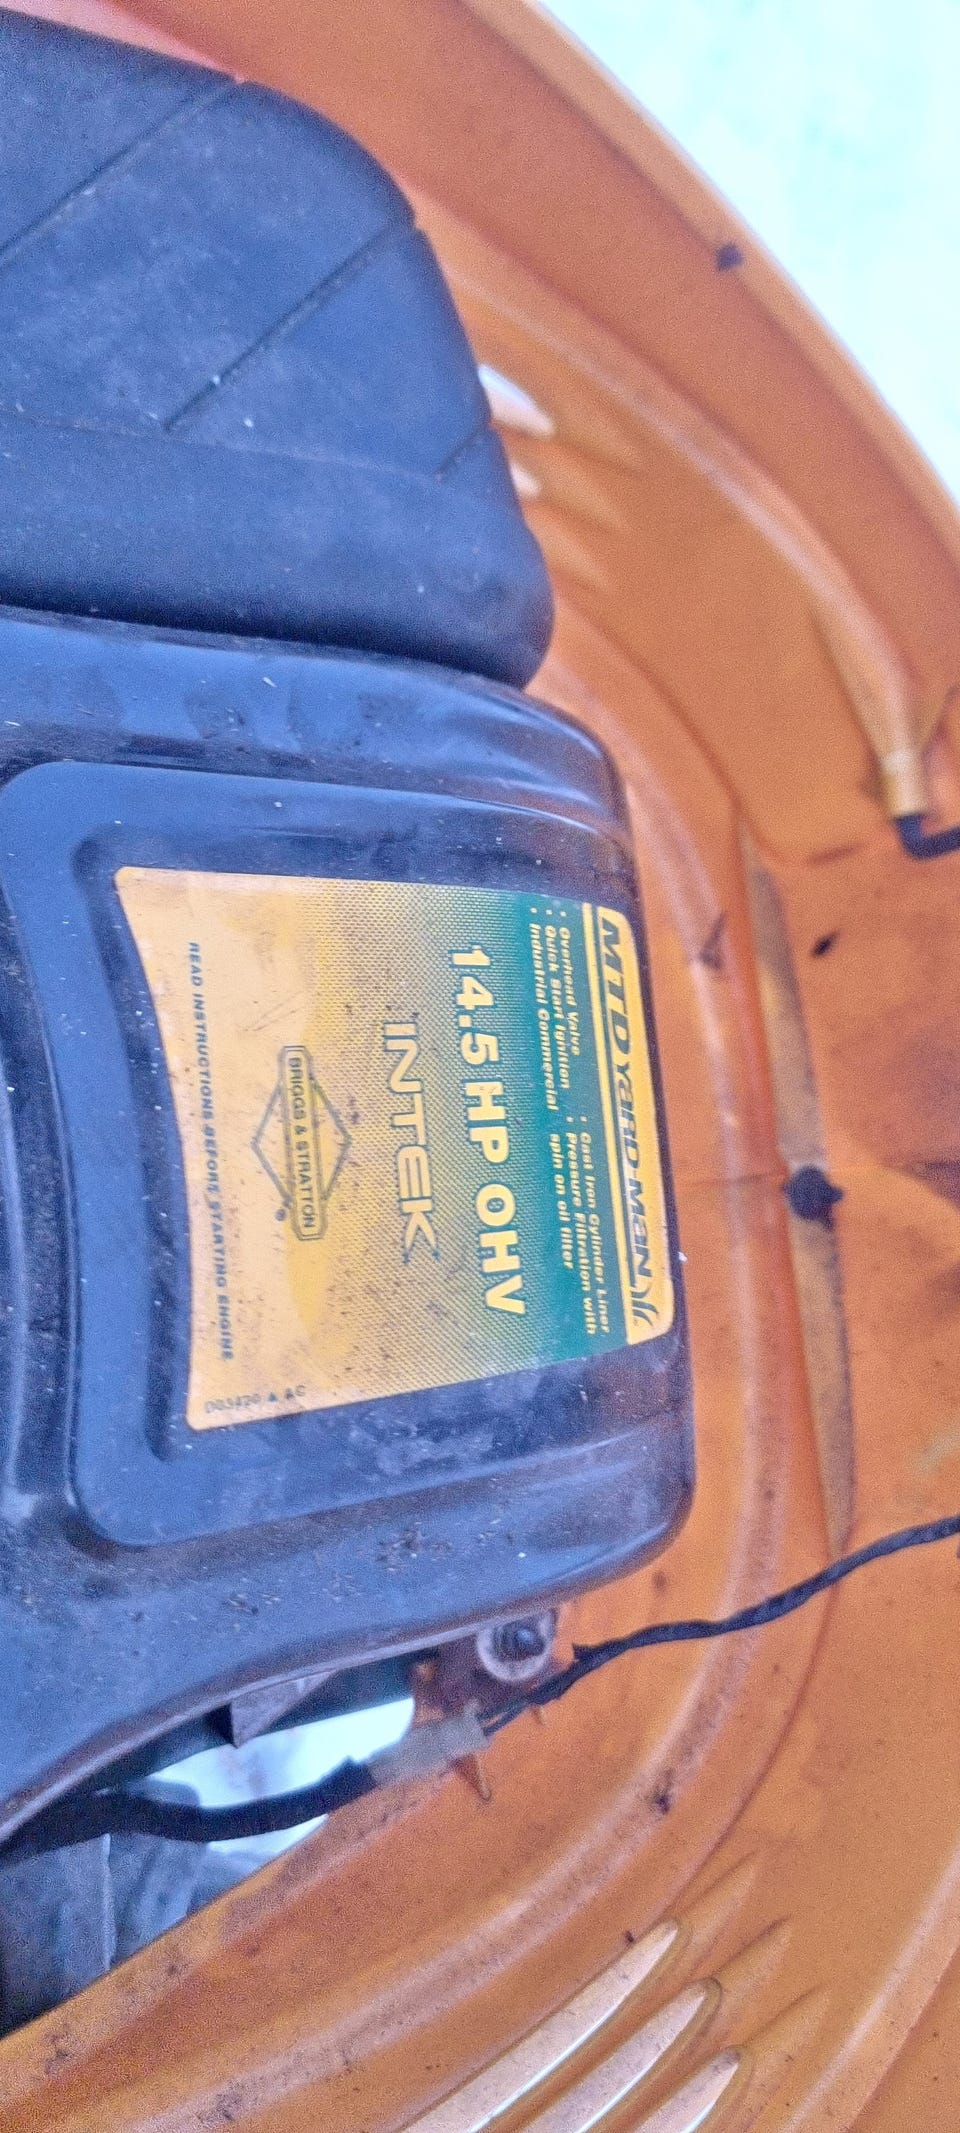 MTD YARD-MAN
• Overhead Valve • Cast Iron Cylinder Liner
• Quick Start Ignition • Pressure Filtration with
• Industrial Commercial spin on oil filter
14.5 HP OHV
INTEK
BRIGGS & STRATTON
READ INSTRUCTIONS BEFORE STARTING ENGINE